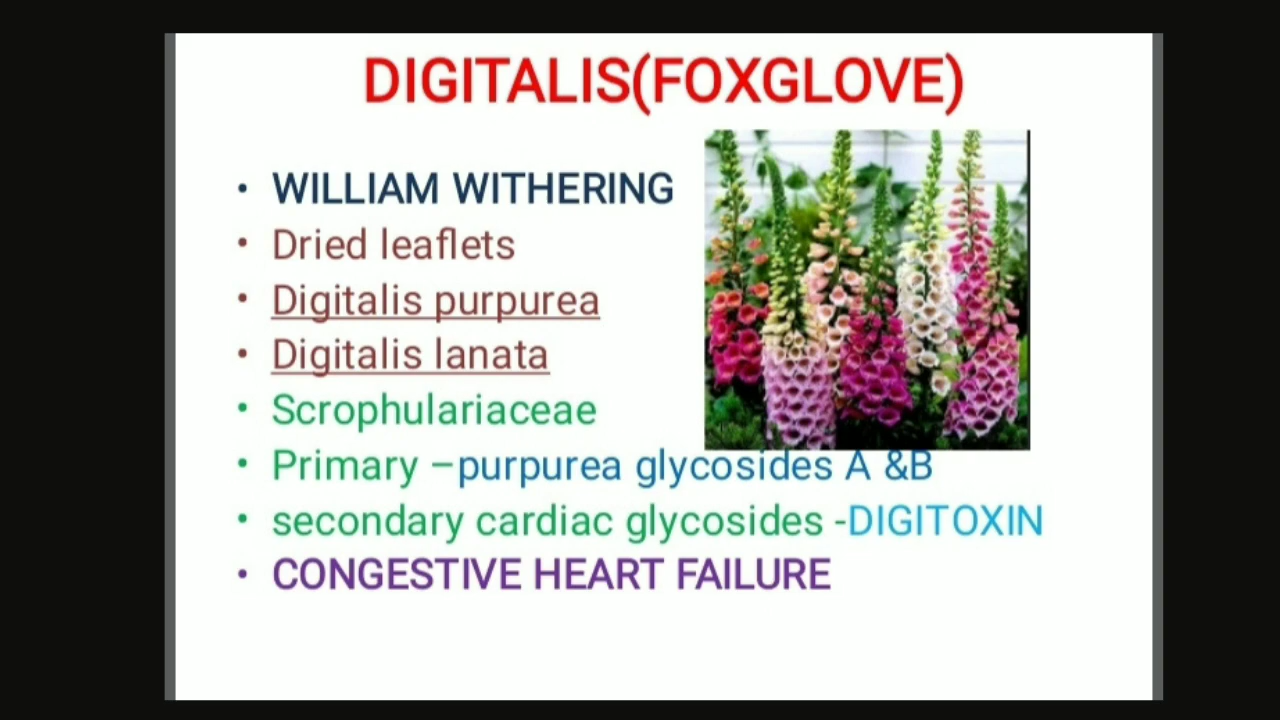 DIGITALIS(FOXGLOVE)
• WILLIAM WITHERING
• Dried leaflets
• Digitalis purpurea
• Digitalis lanata
• Scrophulariaceae
• Primary –purpurea glycosides A &B
• secondary cardiac glycosides -DIGITOXIN
• CONGESTIVE HEART FAILURE